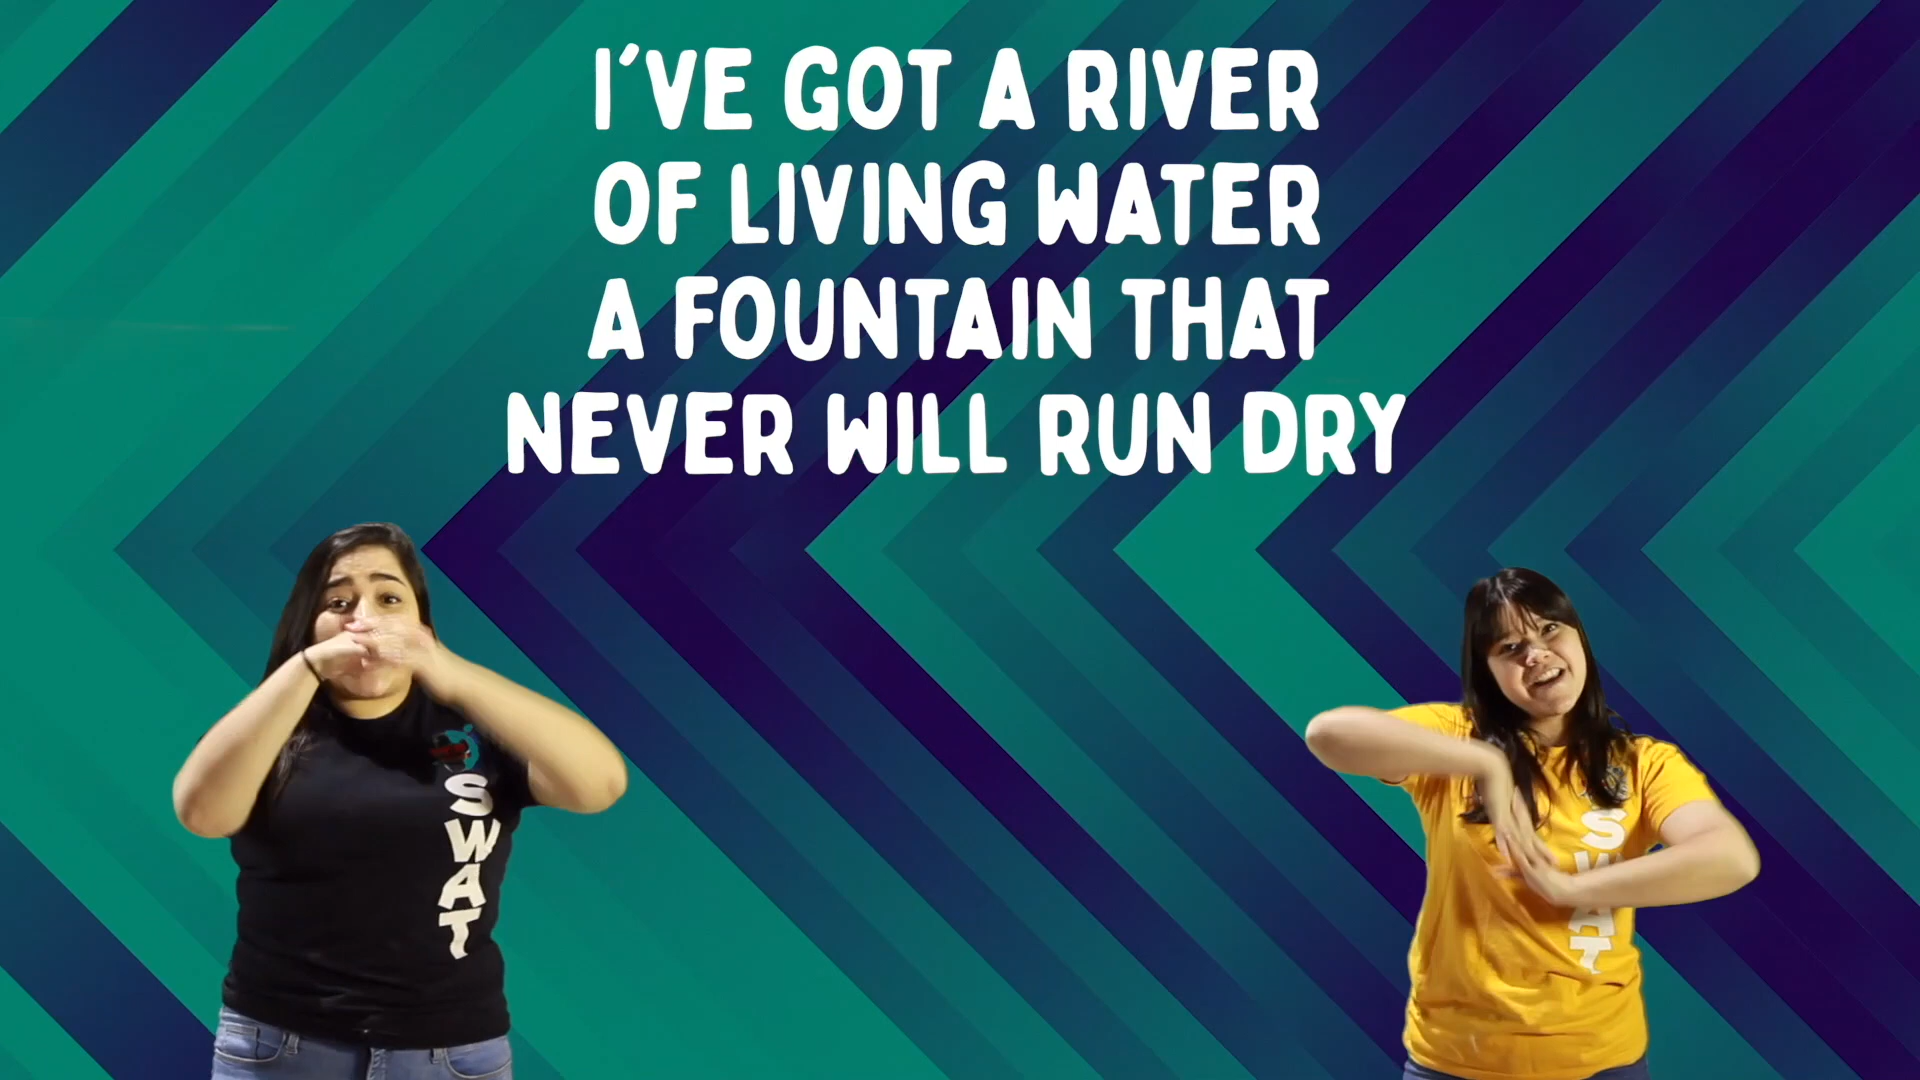 I'VE GOT A RIVER
OF LIVING WATER
A FOUNTAIN THAT
NEVER WILL RUN DRY
SWAT
SWAT